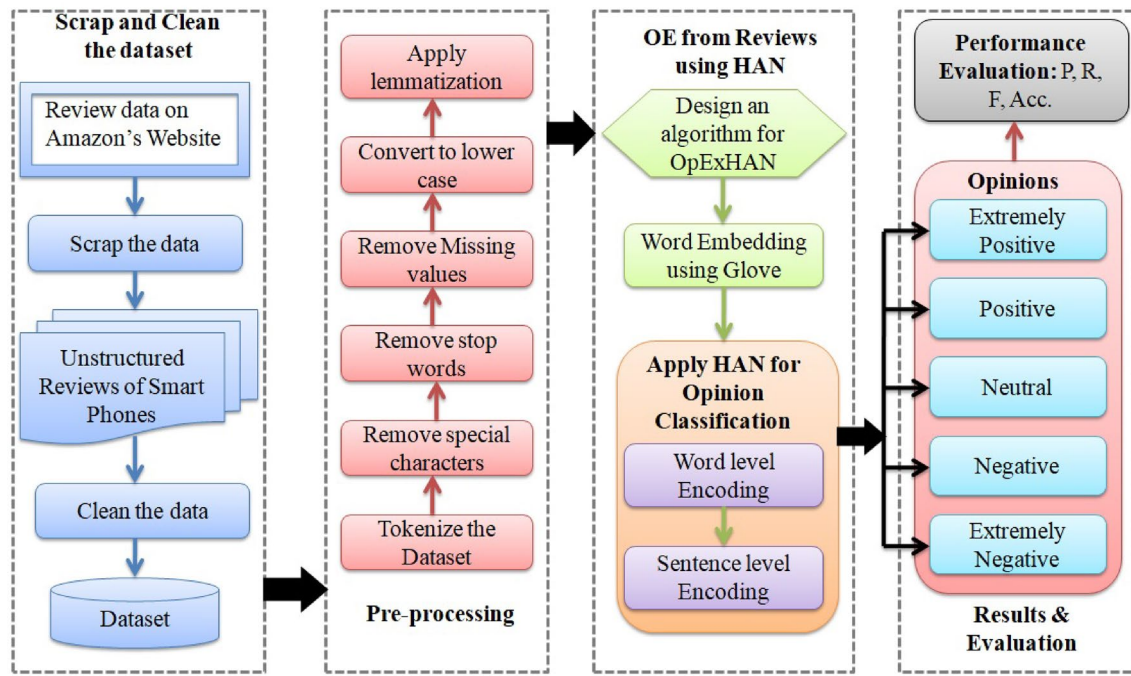 Scrap and Clean
the dataset
Review data on
Amazon's Website
Scrap the data
Unstructured
Reviews of Smart
Phones
Clean the data
Dataset
Apply
lemmatization
Convert to lower
case
Remove Missing
values
Remove stop
words
Remove special
characters
Tokenize the
Dataset
Pre-processing
OE from Reviews
using HAN
Design an
algorithm for
OpExHAN
Word Embedding
using Glove
Apply HAN for
Opinion
Classification
Word level
Encoding
Sentence level
Encoding
Performance
Evaluation: P, R,
F, Acc.
Opinions
Extremely
Positive
Positive
Neutral
Negative
Extremely
Negative
Results &
Evaluation